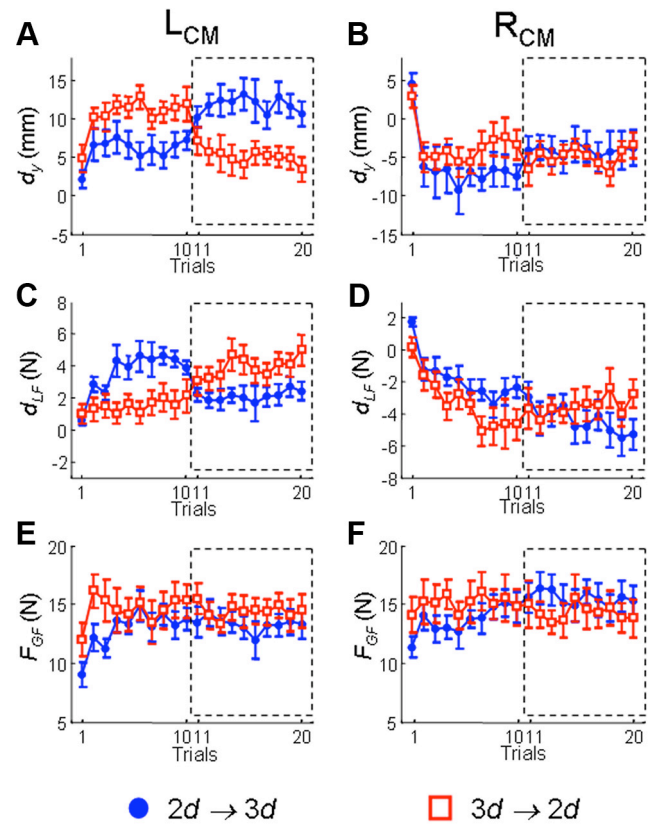 A L_CM B R_CM
15
10
5
0
-5
d_y (mm)
1 10 11 20
Trials
10
5
0
-5
-10
-15
d_y (mm)
1 10 11 20
Trials
C
8
6
4
2
0
d_LF (N)
1 10 11 20
Trials
D
2
0
-2
-4
-6
-8
d_LF (N)
1 10 11 20
Trials
E
20
15
10
5
F_GF (N)
1 10 11 20
Trials
F
20
15
10
5
F_GF (N)
1 10 11 20
Trials
2d → 3d 3d → 2d